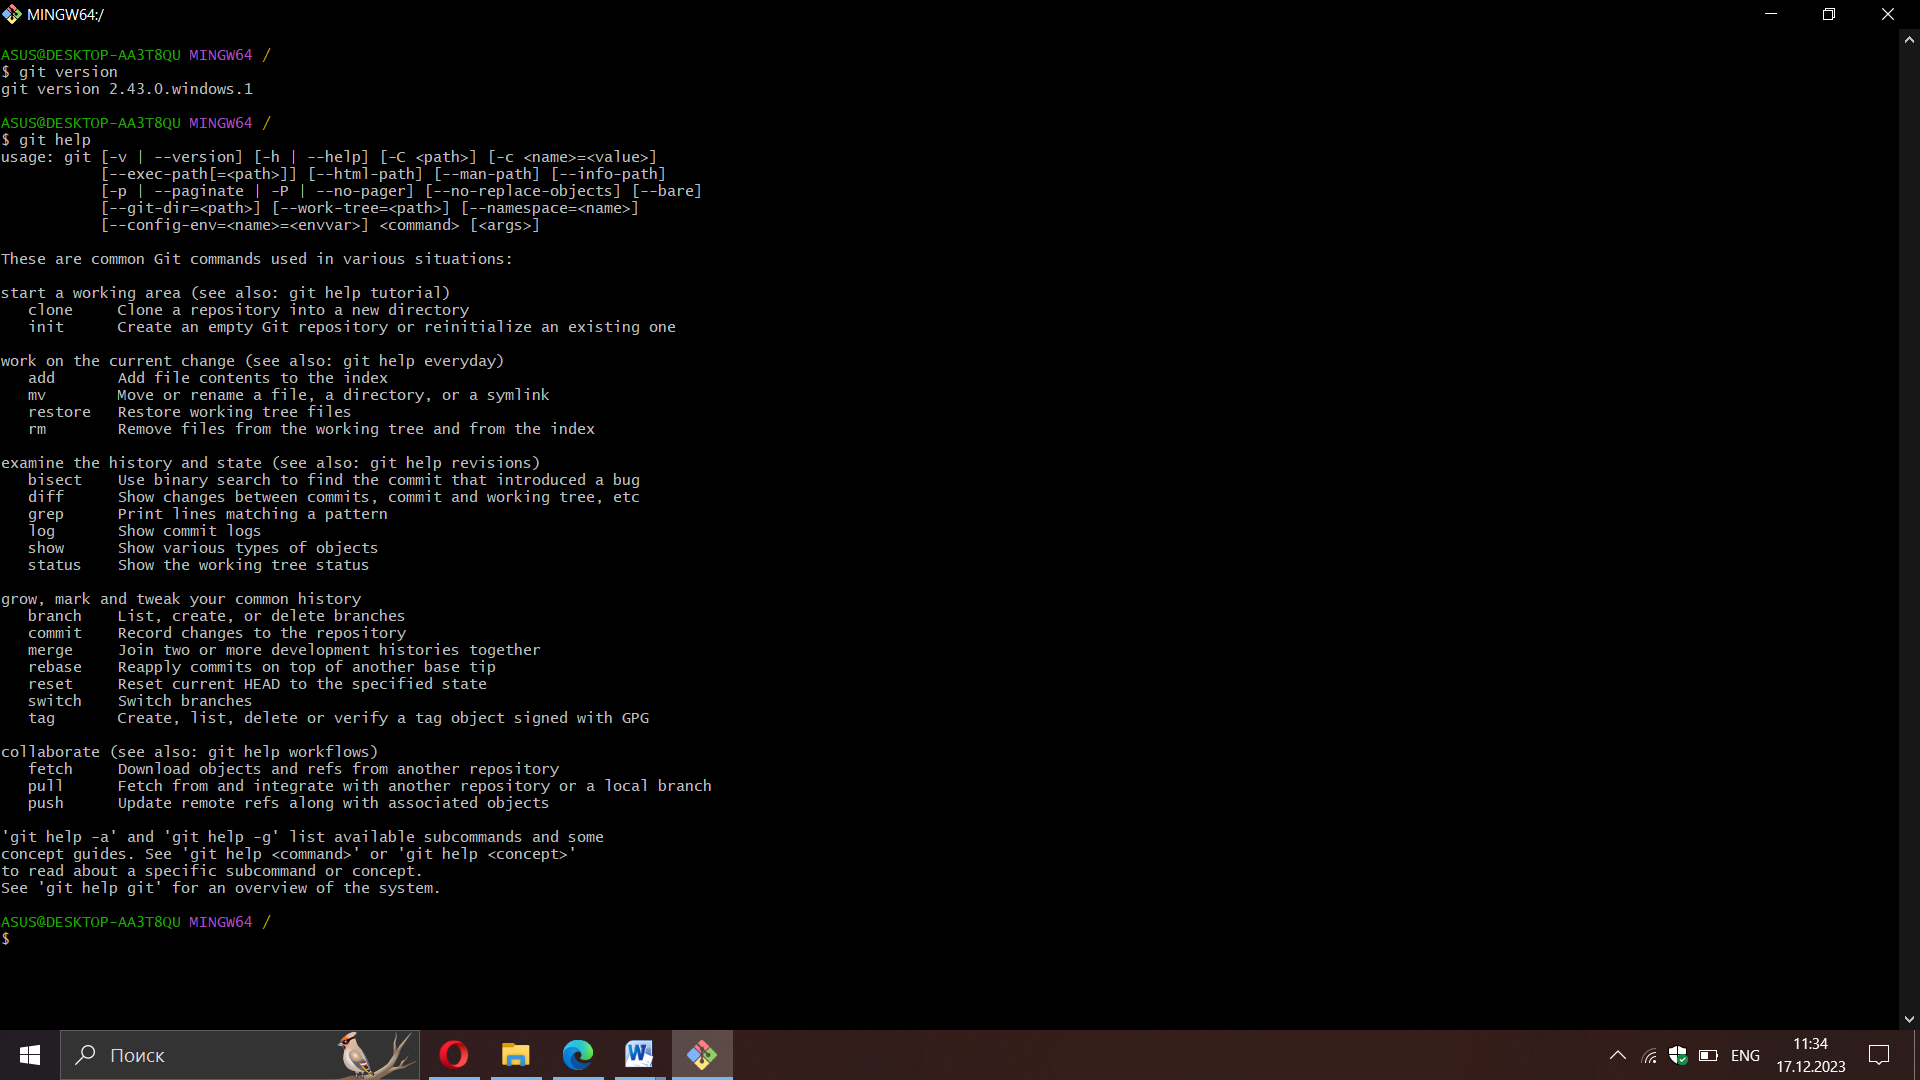 MINGW64:/
ASUS@DESKTOP-AA3T8QU MINGW64 /
$ git version
git version 2.43.0.windows.1
ASUS@DESKTOP-AA3T8QU MINGW64 /
$ git help
usage: git [-v | --version] [-h | --help] [-C <path>] [-c <name>=<value>]
           [--exec-path[=<path>]] [--html-path] [--man-path] [--info-path]
           [-p | --paginate | -P | --no-pager] [--no-replace-objects] [--bare]
           [--git-dir=<path>] [--work-tree=<path>] [--namespace=<name>]
           [--config-env=<name>=<envvar>] <command> [<args>]
These are common Git commands used in various situations:
start a working area (see also: git help tutorial)
   clone     Clone a repository into a new directory
   init      Create an empty Git repository or reinitialize an existing one
work on the current change (see also: git help everyday)
   add       Add file contents to the index
   mv        Move or rename a file, a directory, or a symlink
   restore   Restore working tree files
   rm        Remove files from the working tree and from the index
examine the history and state (see also: git help revisions)
   bisect    Use binary search to find the commit that introduced a bug
   diff      Show changes between commits, commit and working tree, etc
   grep      Print lines matching a pattern
   log       Show commit logs
   show      Show various types of objects
   status    Show the working tree status
grow, mark and tweak your common history
   branch    List, create, or delete branches
   commit    Record changes to the repository
   merge     Join two or more development histories together
   rebase    Reapply commits on top of another base tip
   reset     Reset current HEAD to the specified state
   switch    Switch branches
   tag       Create, list, delete or verify a tag object signed with GPG
collaborate (see also: git help workflows)
   fetch     Download objects and refs from another repository
   pull      Fetch from and integrate with another repository or a local branch
   push      Update remote refs along with associated objects
'git help -a' and 'git help -g' list available subcommands and some
concept guides. See 'git help <command>' or 'git help <concept>'
to read about a specific subcommand or concept.
See 'git help git' for an overview of the system.
ASUS@DESKTOP-AA3T8QU MINGW64 /
$
Поиск
W
ENG
11:34
17.12.2023